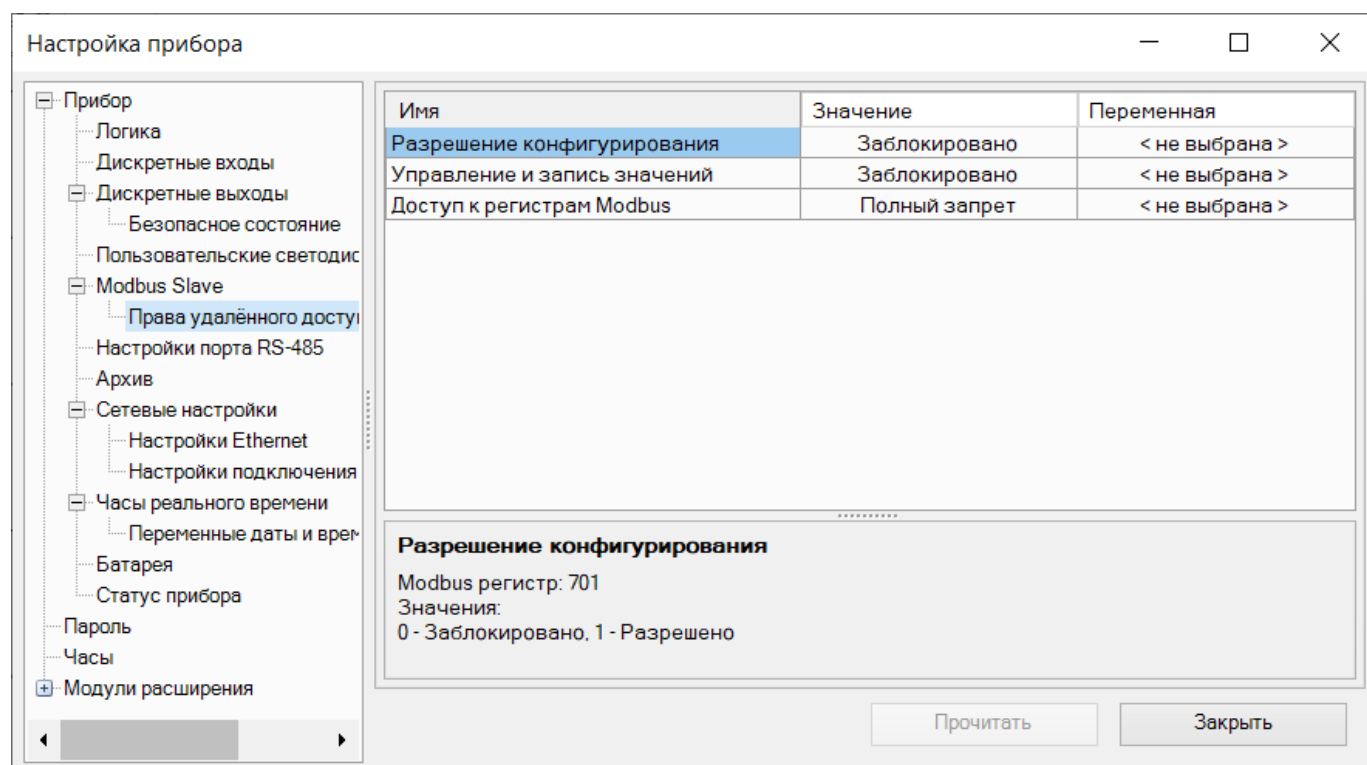 Настройка прибора
Прибор
Логика
Дискретные входы
Дискретные выходы
Безопасное состояние
Пользовательские светодис
Modbus Slave
Права удалённого досту
Настройки порта RS-485
Архив
Сетевые настройки
Настройки Ethernet
Настройки подключения
Часы реального времени
Переменные даты и врем
Батарея
Статус прибора
Пароль
Часы
Модули расширения
Имя Значение Переменная
Разрешение конфигурирования Заблокировано < не выбрана >
Управление и запись значений Заблокировано < не выбрана >
Доступ к регистрам Modbus Полный запрет < не выбрана >
Разрешение конфигурирования
Modbus регистр: 701
Значения:
0 - Заблокировано, 1 - Разрешено
Прочитать Закрыть